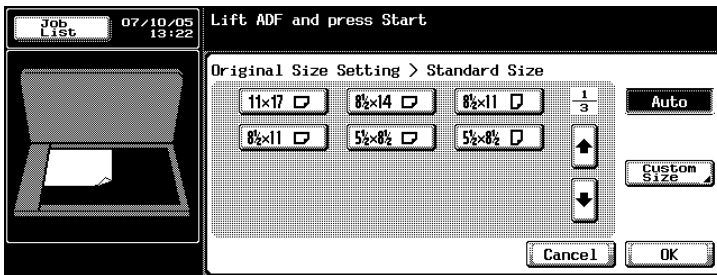 Job
List
07/10/05
13:22
Lift ADF and press Start
Original Size Setting > Standard Size
11×17
8½×14
8½×11
1
3
Auto
8½×11
5½×8½
5½×8½
Custom
Size
Cancel
OK